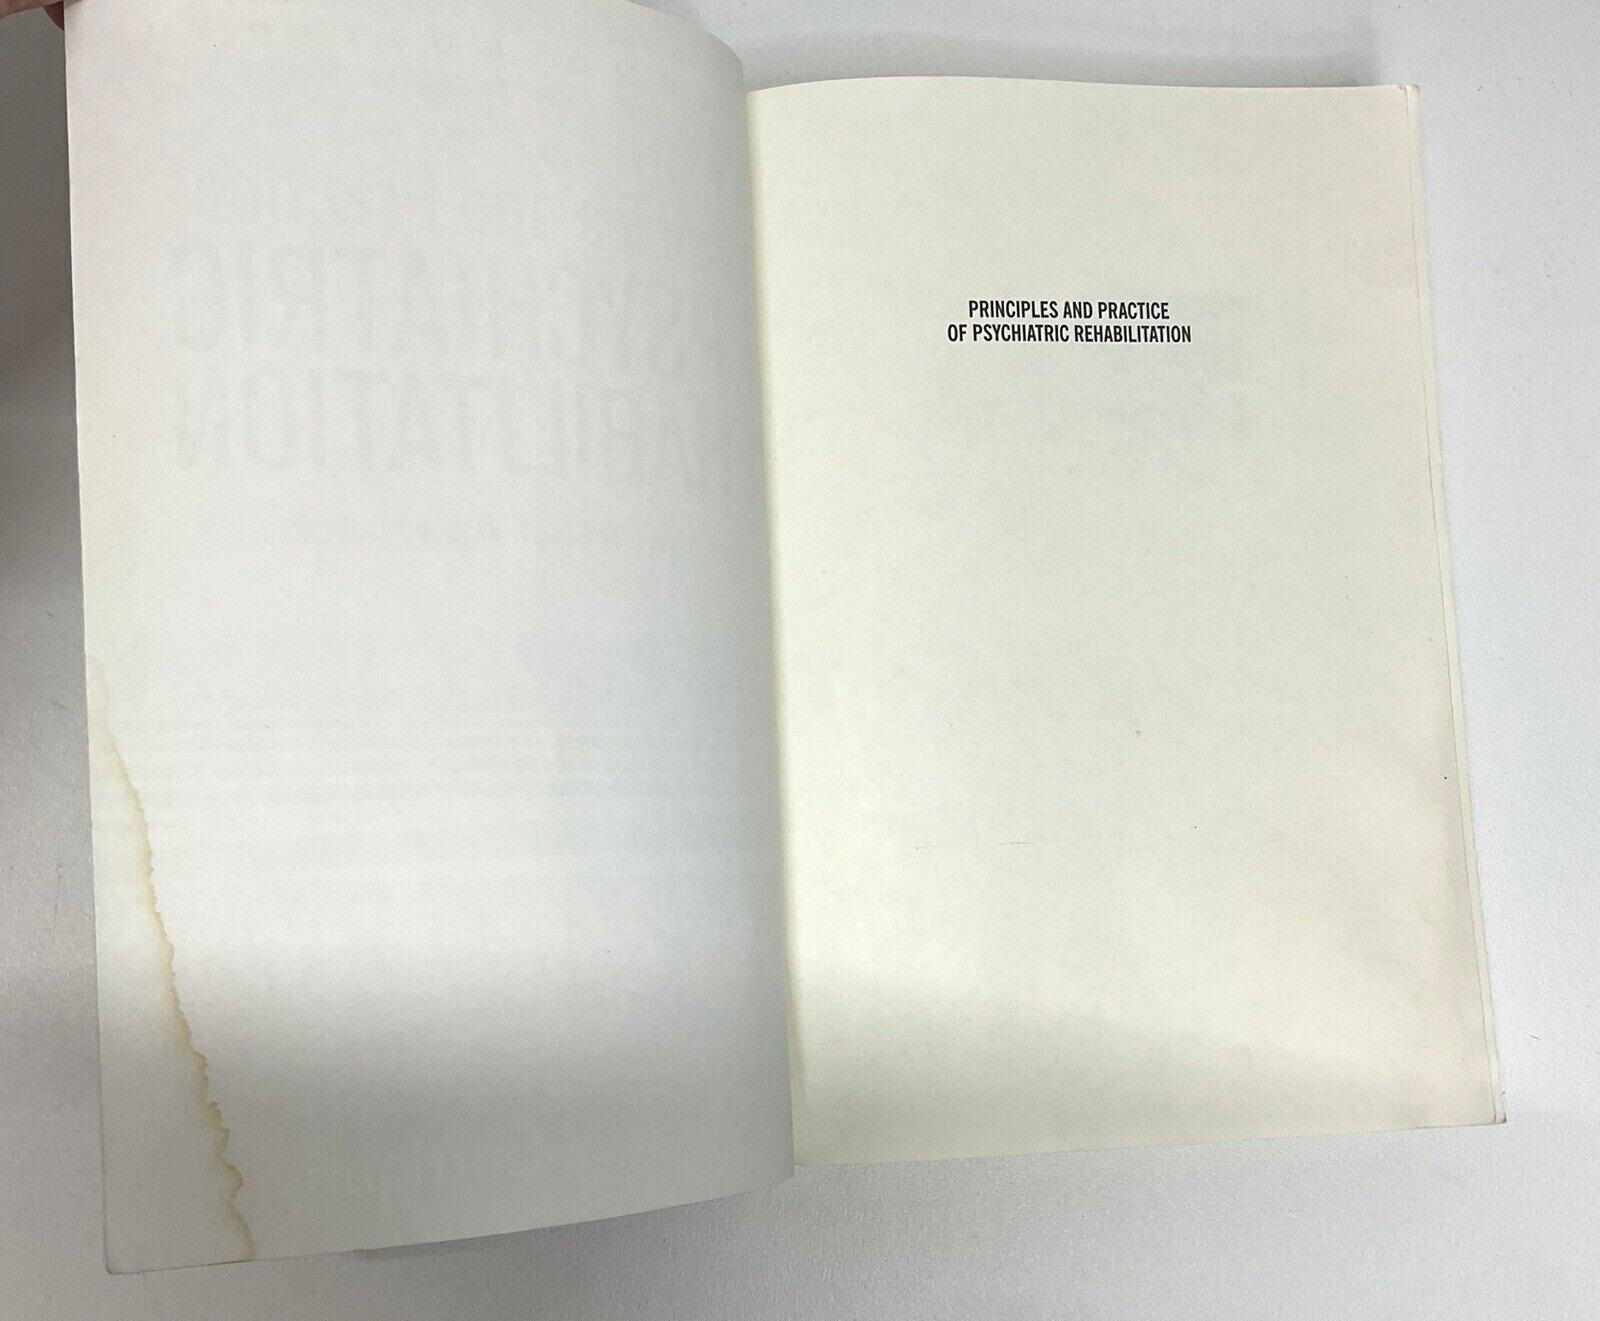 PRINCIPLES AND PRACTICE
OF PSYCHIATRIC REHABILITATION